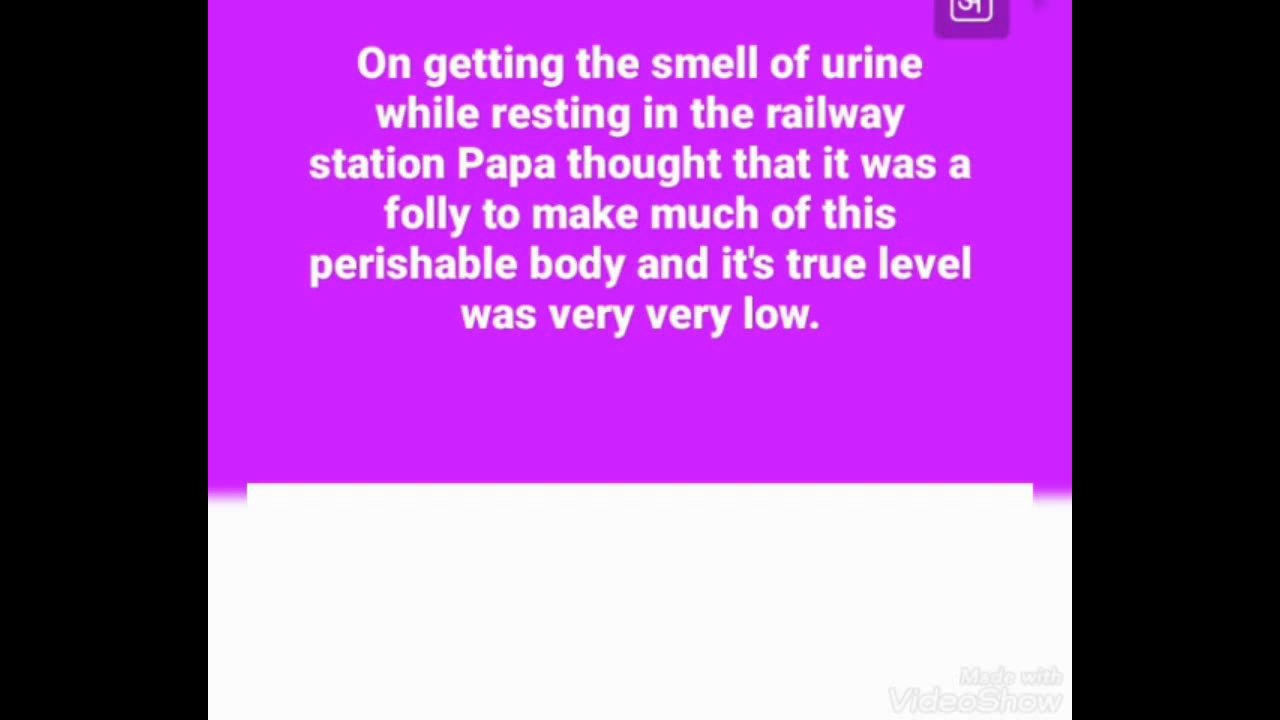 अ
On getting the smell of urine
while resting in the railway
station Papa thought that it was a
folly to make much of this
perishable body and it's true level
was very very low.
Made with
VideoShow